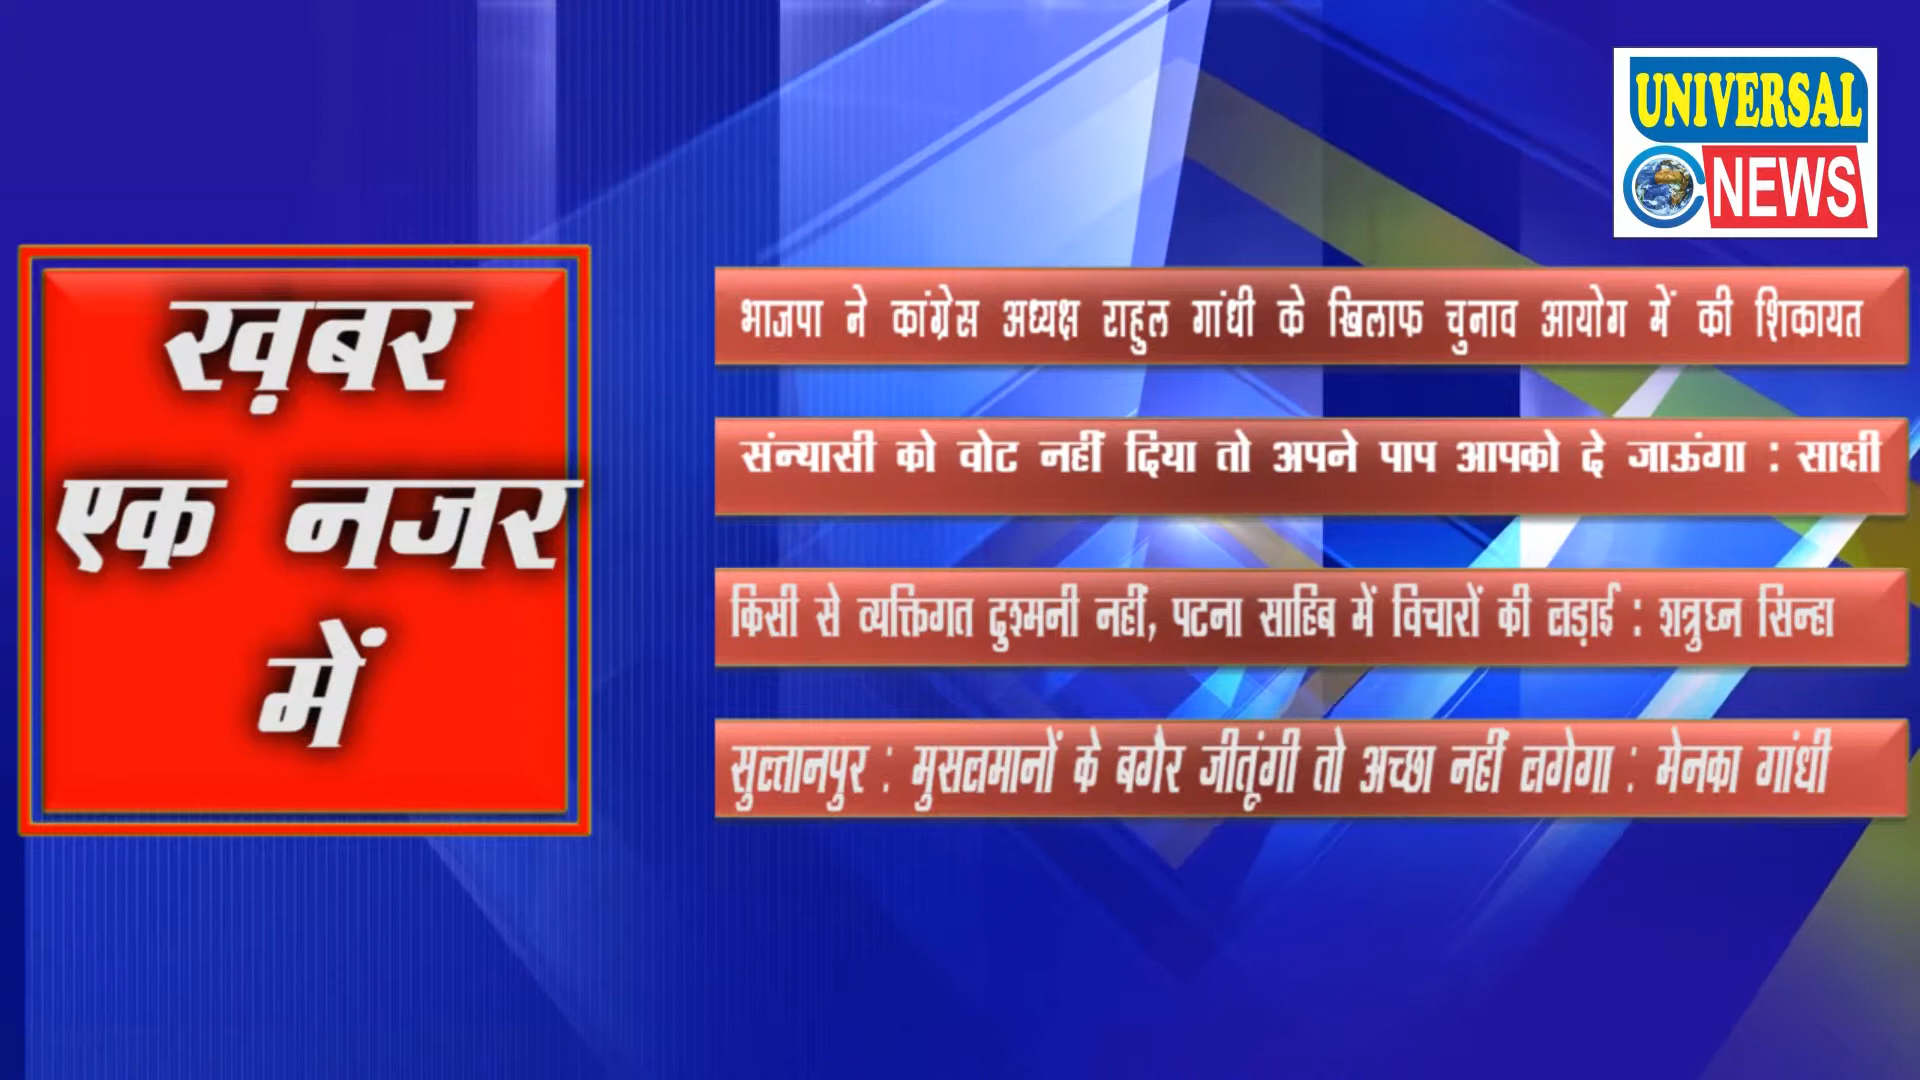 UNIVERSAL
NEWS
ख़बर
एक नजर
में
भाजपा ने कांग्रेस अध्यक्ष राहुल गांधी के खिलाफ चुनाव आयोग में की शिकायत
संन्यासी को वोट नहीं दिया तो अपने पाप आपको दे जाऊंगा : साक्षी
किसी से व्यक्तिगत दुश्मनी नहीं, पटना साहिब में विचारों की लड़ाई : शत्रुघ्न सिन्हा
सुल्तानपुर : मुसलमानों के बगैर जीतूंगी तो अच्छा नहीं लगेगा : मेनका गांधी